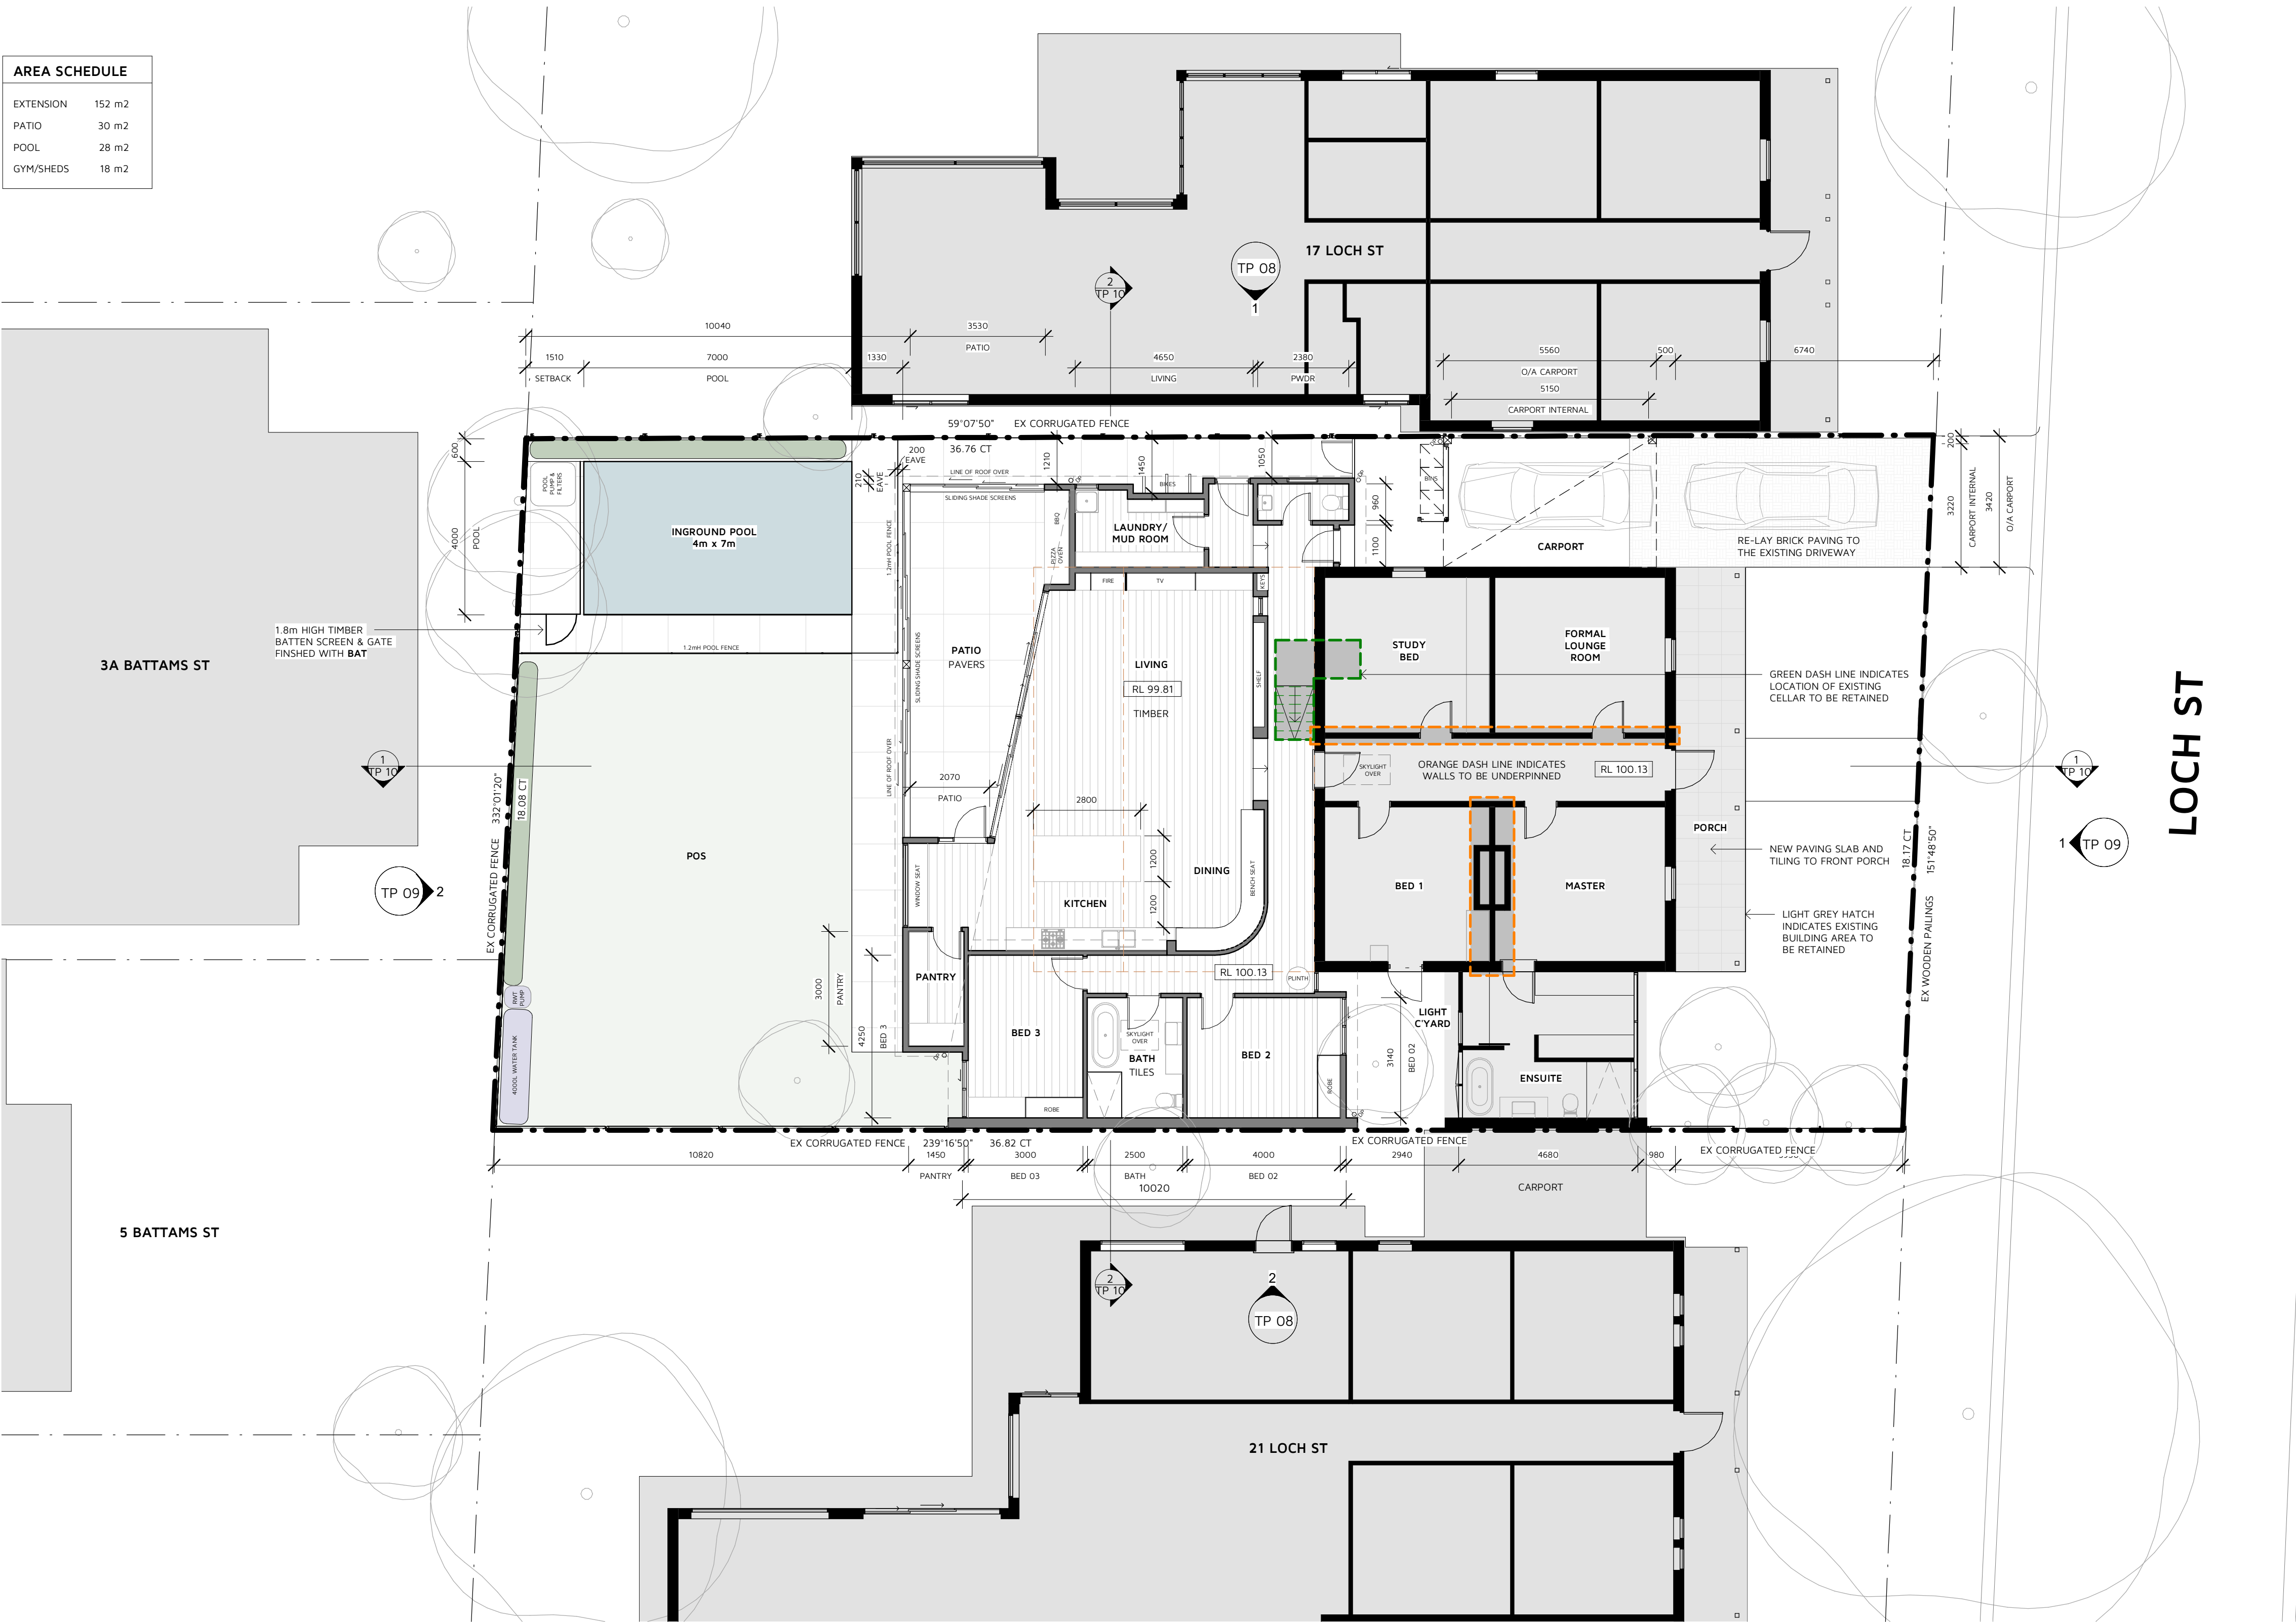 AREA SCHEDULE
EXTENSION 152 m2
PATIO 30 m2
POOL 28 m2
GYM/SHEDS 18 m2
17 LOCH ST
TP 08
1
2
TP 10
10040
3530
PATIO
1510
7000
1330
SETBACK
POOL
4650
2380
LIVING
PWDR
5560
500
6740
O/A CARPORT
5150
CARPORT INTERNAL
59°07'50"
EX CORRUGATED FENCE
36.76 CT
200
EAVE
210
EAVE
LINE OF ROOF OVER
1210
1450
1050
600
4000
POOL
POOL
PUMP &
FILTERS
INGROUND POOL
4m x 7m
1.2mH POOL FENCE
1.2mH POOL FENCE
SLIDING SHADE SCREENS
SLIDING SHADE SCREENS
LINE OF ROOF OVER
BBQ
PIZZA
OVEN
BIKES
LAUNDRY/
MUD ROOM
960
1100
BINS
CARPORT
RE-LAY BRICK PAVING TO
THE EXISTING DRIVEWAY
200
3220
CARPORT INTERNAL
3420
O/A CARPORT
1.8m HIGH TIMBER
BATTEN SCREEN & GATE
FINSHED WITH BAT
3A BATTAMS ST
PATIO
PAVERS
FIRE
TV
KEYS
LIVING
RL 99.81
TIMBER
SHELF
STUDY
BED
FORMAL
LOUNGE
ROOM
GREEN DASH LINE INDICATES
LOCATION OF EXISTING
CELLAR TO BE RETAINED
LOCH ST
1
TP 10
1
TP 10
SKYLIGHT
OVER
ORANGE DASH LINE INDICATES
WALLS TO BE UNDERPINNED
RL 100.13
2070
PATIO
2800
1200
1200
POS
18.08 CT
332°01'20"
EX CORRUGATED FENCE
TP 09
2
WINDOW SEAT
KITCHEN
DINING
BENCH SEAT
BED 1
MASTER
PORCH
NEW PAVING SLAB AND
TILING TO FRONT PORCH
18.17 CT
151°48'50"
EX WOODEN PAILINGS
1
TP 09
LIGHT GREY HATCH
INDICATES EXISTING
BUILDING AREA TO
BE RETAINED
3000
PANTRY
4250
BED 3
PANTRY
RL 100.13
PLINTH
RWT
PUMP
4000L WATER TANK
BED 3
ROBE
SKYLIGHT
OVER
BATH
TILES
BED 2
ROBE
3140
BED 02
LIGHT
C'YARD
ENSUITE
EX CORRUGATED FENCE
239°16'50"
36.82 CT
EX CORRUGATED FENCE
EX CORRUGATED FENCE
10820
1450
3000
2500
4000
2940
4680
980
PANTRY
BED 03
BATH
BED 02
10020
CARPORT
5 BATTAMS ST
2
TP 10
2
TP 08
21 LOCH ST